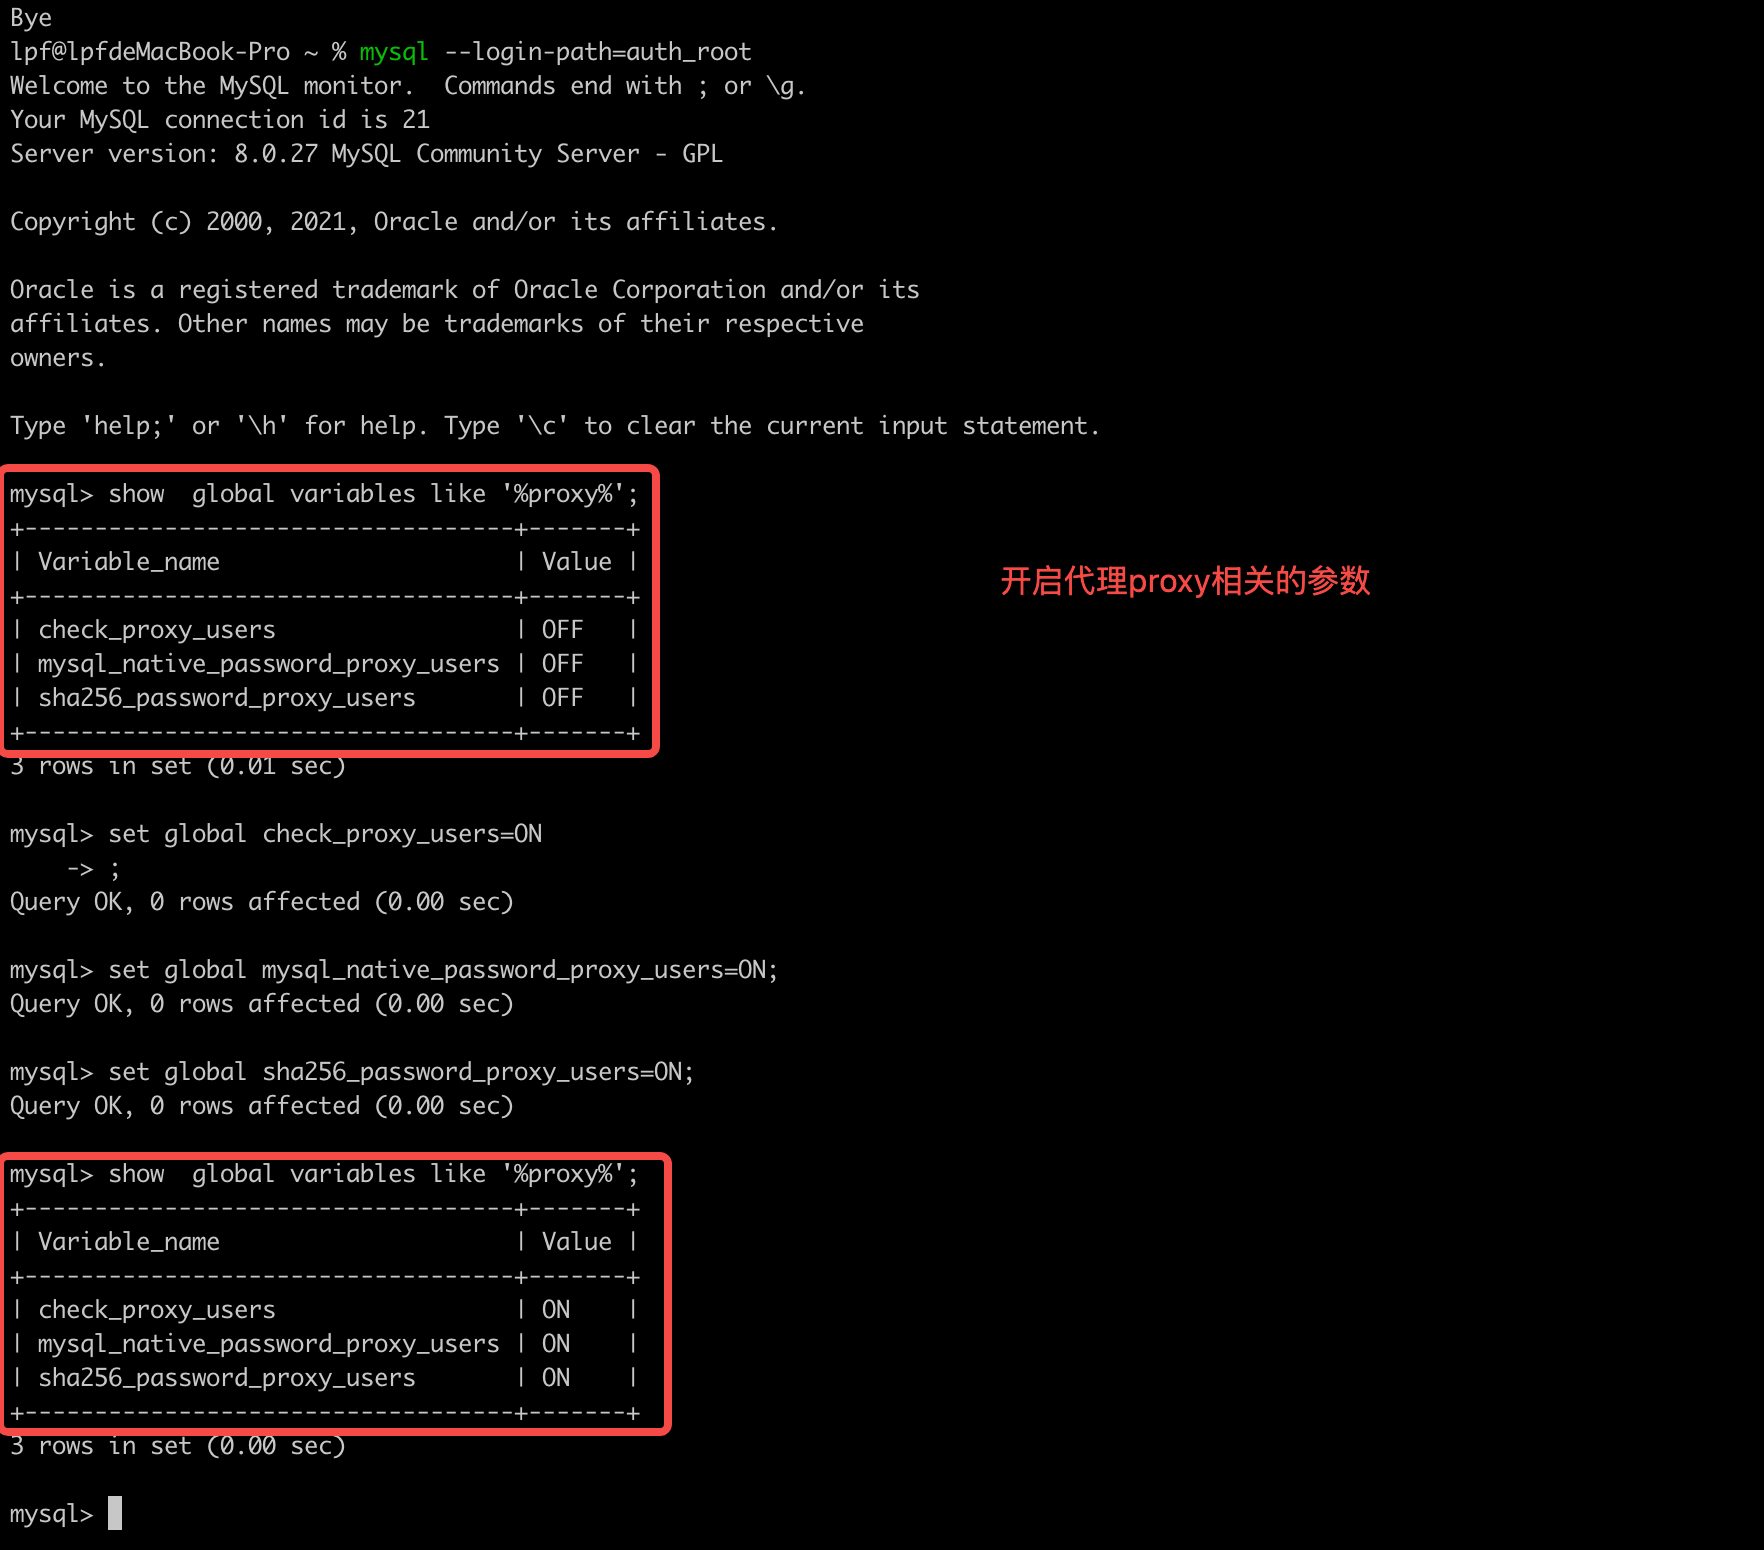 Bye
lpf@lpfdeMacBook-Pro ~ % mysql --login-path=auth_root
Welcome to the MySQL monitor.  Commands end with ; or \g.
Your MySQL connection id is 21
Server version: 8.0.27 MySQL Community Server - GPL
Copyright (c) 2000, 2021, Oracle and/or its affiliates.
Oracle is a registered trademark of Oracle Corporation and/or its
affiliates. Other names may be trademarks of their respective
owners.
Type 'help;' or '\h' for help. Type '\c' to clear the current input statement.
mysql> show  global variables like '%proxy%';
+-----------------------------------+-------+
| Variable_name                     | Value |
开启代理proxy相关的参数
+-----------------------------------+-------+
| check_proxy_users                 | OFF   |
| mysql_native_password_proxy_users | OFF   |
| sha256_password_proxy_users       | OFF   |
+-----------------------------------+-------+
3 rows in set (0.01 sec)
mysql> set global check_proxy_users=ON
    -> ;
Query OK, 0 rows affected (0.00 sec)
mysql> set global mysql_native_password_proxy_users=ON;
Query OK, 0 rows affected (0.00 sec)
mysql> set global sha256_password_proxy_users=ON;
Query OK, 0 rows affected (0.00 sec)
mysql> show  global variables like '%proxy%';
+-----------------------------------+-------+
| Variable_name                     | Value |
+-----------------------------------+-------+
| check_proxy_users                 | ON    |
| mysql_native_password_proxy_users | ON    |
| sha256_password_proxy_users       | ON    |
+-----------------------------------+-------+
3 rows in set (0.00 sec)
mysql>